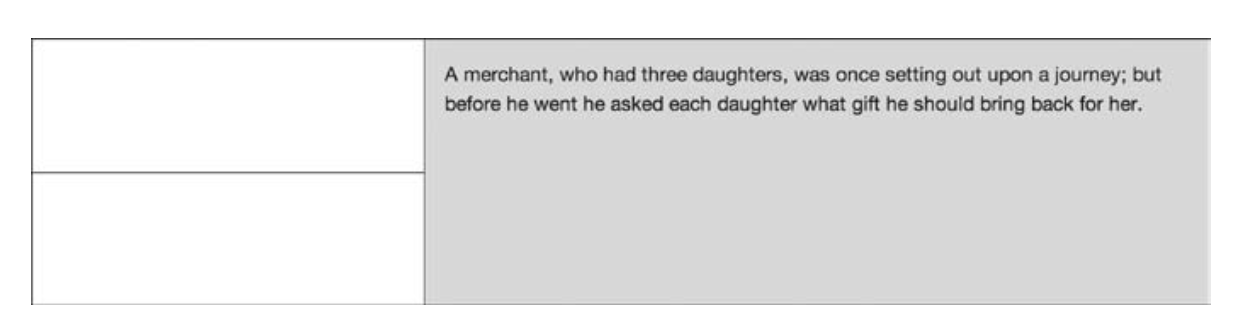 A merchant, who had three daughters, was once setting out upon a journey; but
before he went he asked each daughter what gift he should bring back for her.